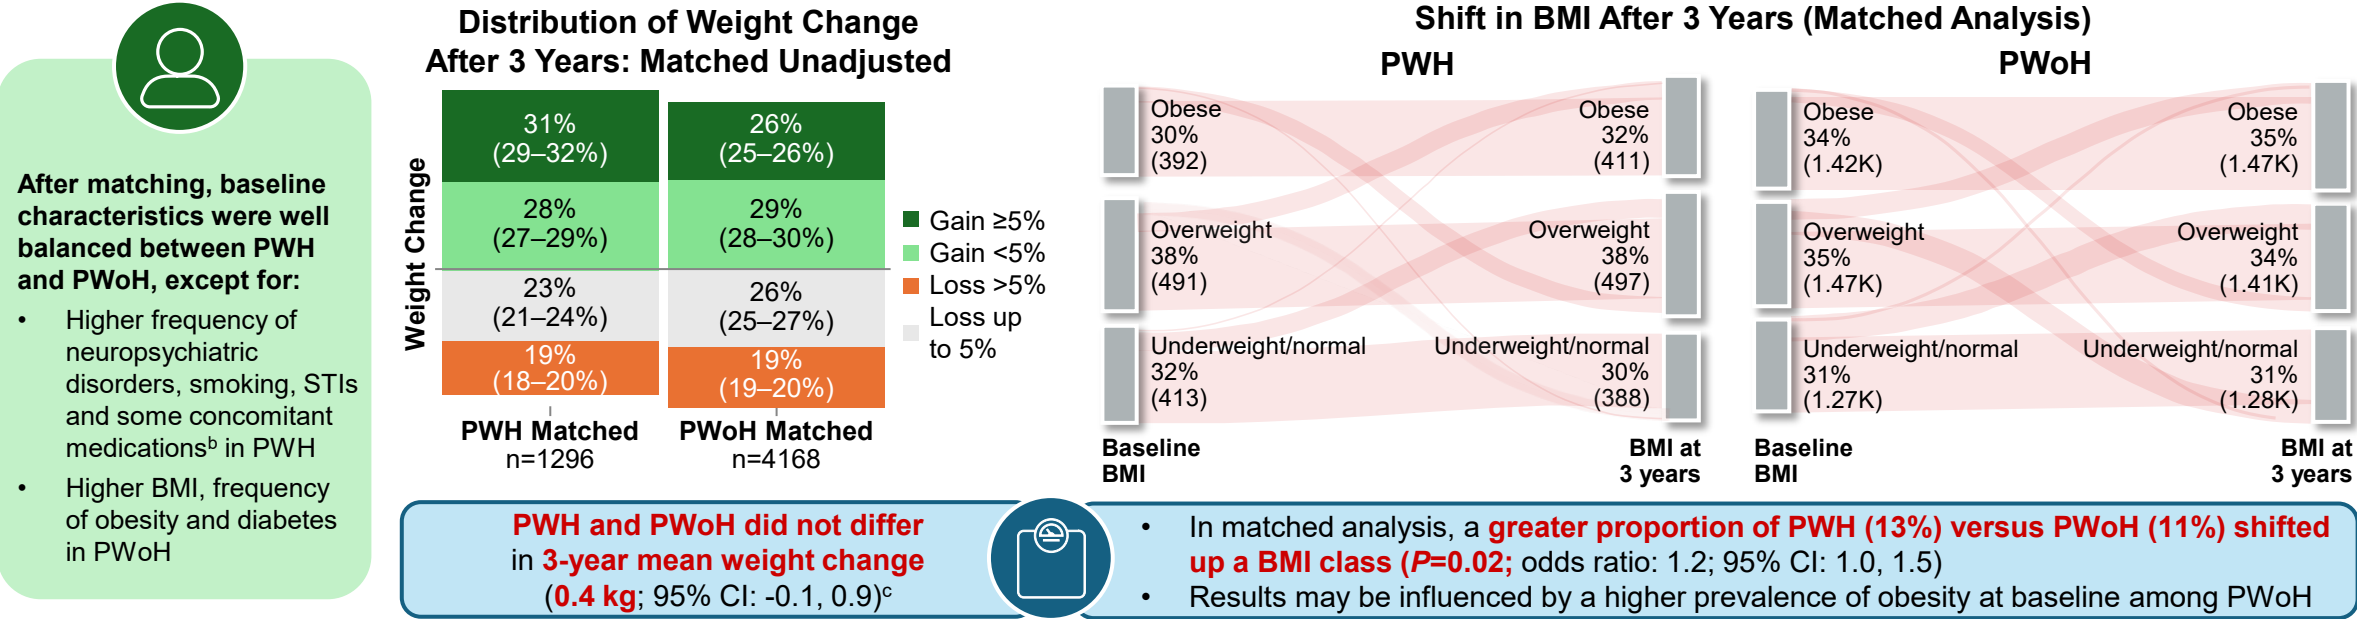 After matching, baseline
characteristics were well
balanced between PWH
and PWoH, except for:
• Higher frequency of
neuropsychiatric
disorders, smoking, STIs
and some concomitant
medicationsᵇ in PWH
• Higher BMI, frequency
of obesity and diabetes
in PWoH
Distribution of Weight Change
After 3 Years: Matched Unadjusted
Weight Change
31%
(29–32%)
28%
(27–29%)
23%
(21–24%)
19%
(18–20%)
PWH Matched
n=1296
26%
(25–26%)
29%
(28–30%)
26%
(25–27%)
19%
(19–20%)
PWoH Matched
n=4168
Gain ≥5%
Gain <5%
Loss >5%
Loss up
to 5%
Shift in BMI After 3 Years (Matched Analysis)
PWH
Obese
30%
(392)
Overweight
38%
(491)
Underweight/normal
32%
(413)
Baseline
BMI
Obese
32%
(411)
Overweight
38%
(497)
Underweight/normal
30%
(388)
BMI at
3 years
PWoH
Obese
34%
(1.42K)
Overweight
35%
(1.47K)
Underweight/normal
31%
(1.27K)
Baseline
BMI
Obese
35%
(1.47K)
Overweight
34%
(1.41K)
Underweight/normal
31%
(1.28K)
BMI at
3 years
PWH and PWoH did not differ
in 3-year mean weight change
(0.4 kg; 95% CI: -0.1, 0.9)ᶜ
• In matched analysis, a greater proportion of PWH (13%) versus PWoH (11%) shifted
up a BMI class (P=0.02; odds ratio: 1.2; 95% CI: 1.0, 1.5)
• Results may be influenced by a higher prevalence of obesity at baseline among PWoH